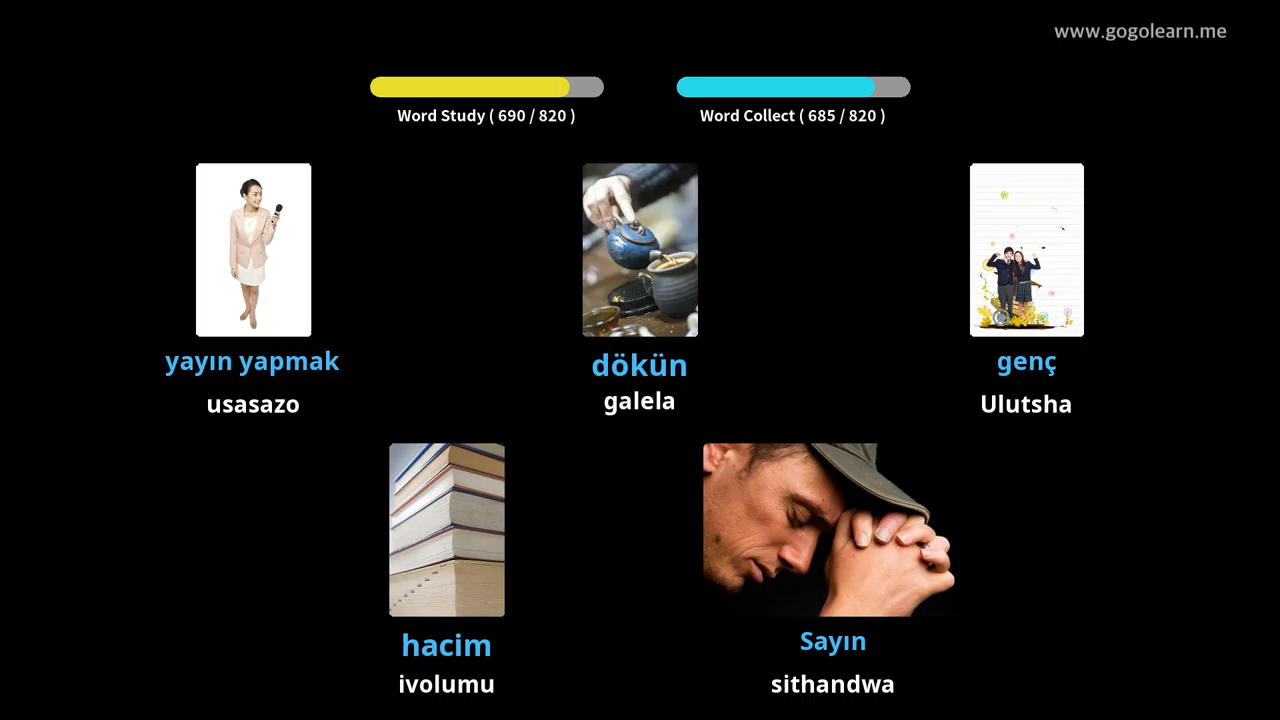 www.gogolearn.me
Word Study ( 690 / 820 )
Word Collect ( 685 / 820 )
yayın yapmak
usasazo
dökün
galela
genç
Ulutsha
hacim
ivolumu
Sayın
sithandwa